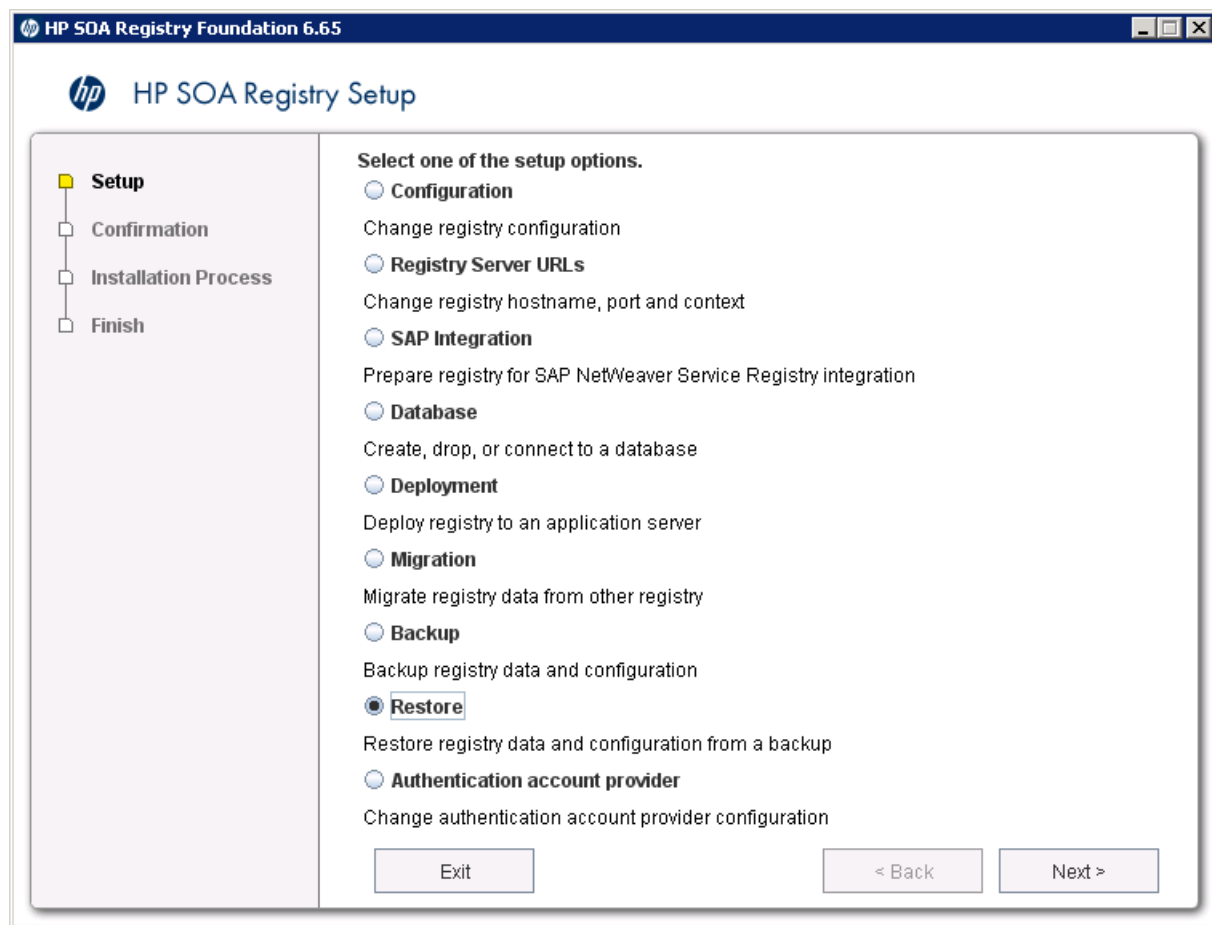 HP SOA Registry Foundation 6.65
hp HP SOA Registry Setup
Setup
Confirmation
Installation Process
Finish
Select one of the setup options.
Configuration
Change registry configuration
Registry Server URLs
Change registry hostname, port and context
SAP Integration
Prepare registry for SAP NetWeaver Service Registry integration
Database
Create, drop, or connect to a database
Deployment
Deploy registry to an application server
Migration
Migrate registry data from other registry
Backup
Backup registry data and configuration
Restore
Restore registry data and configuration from a backup
Authentication account provider
Change authentication account provider configuration
Exit < Back Next >